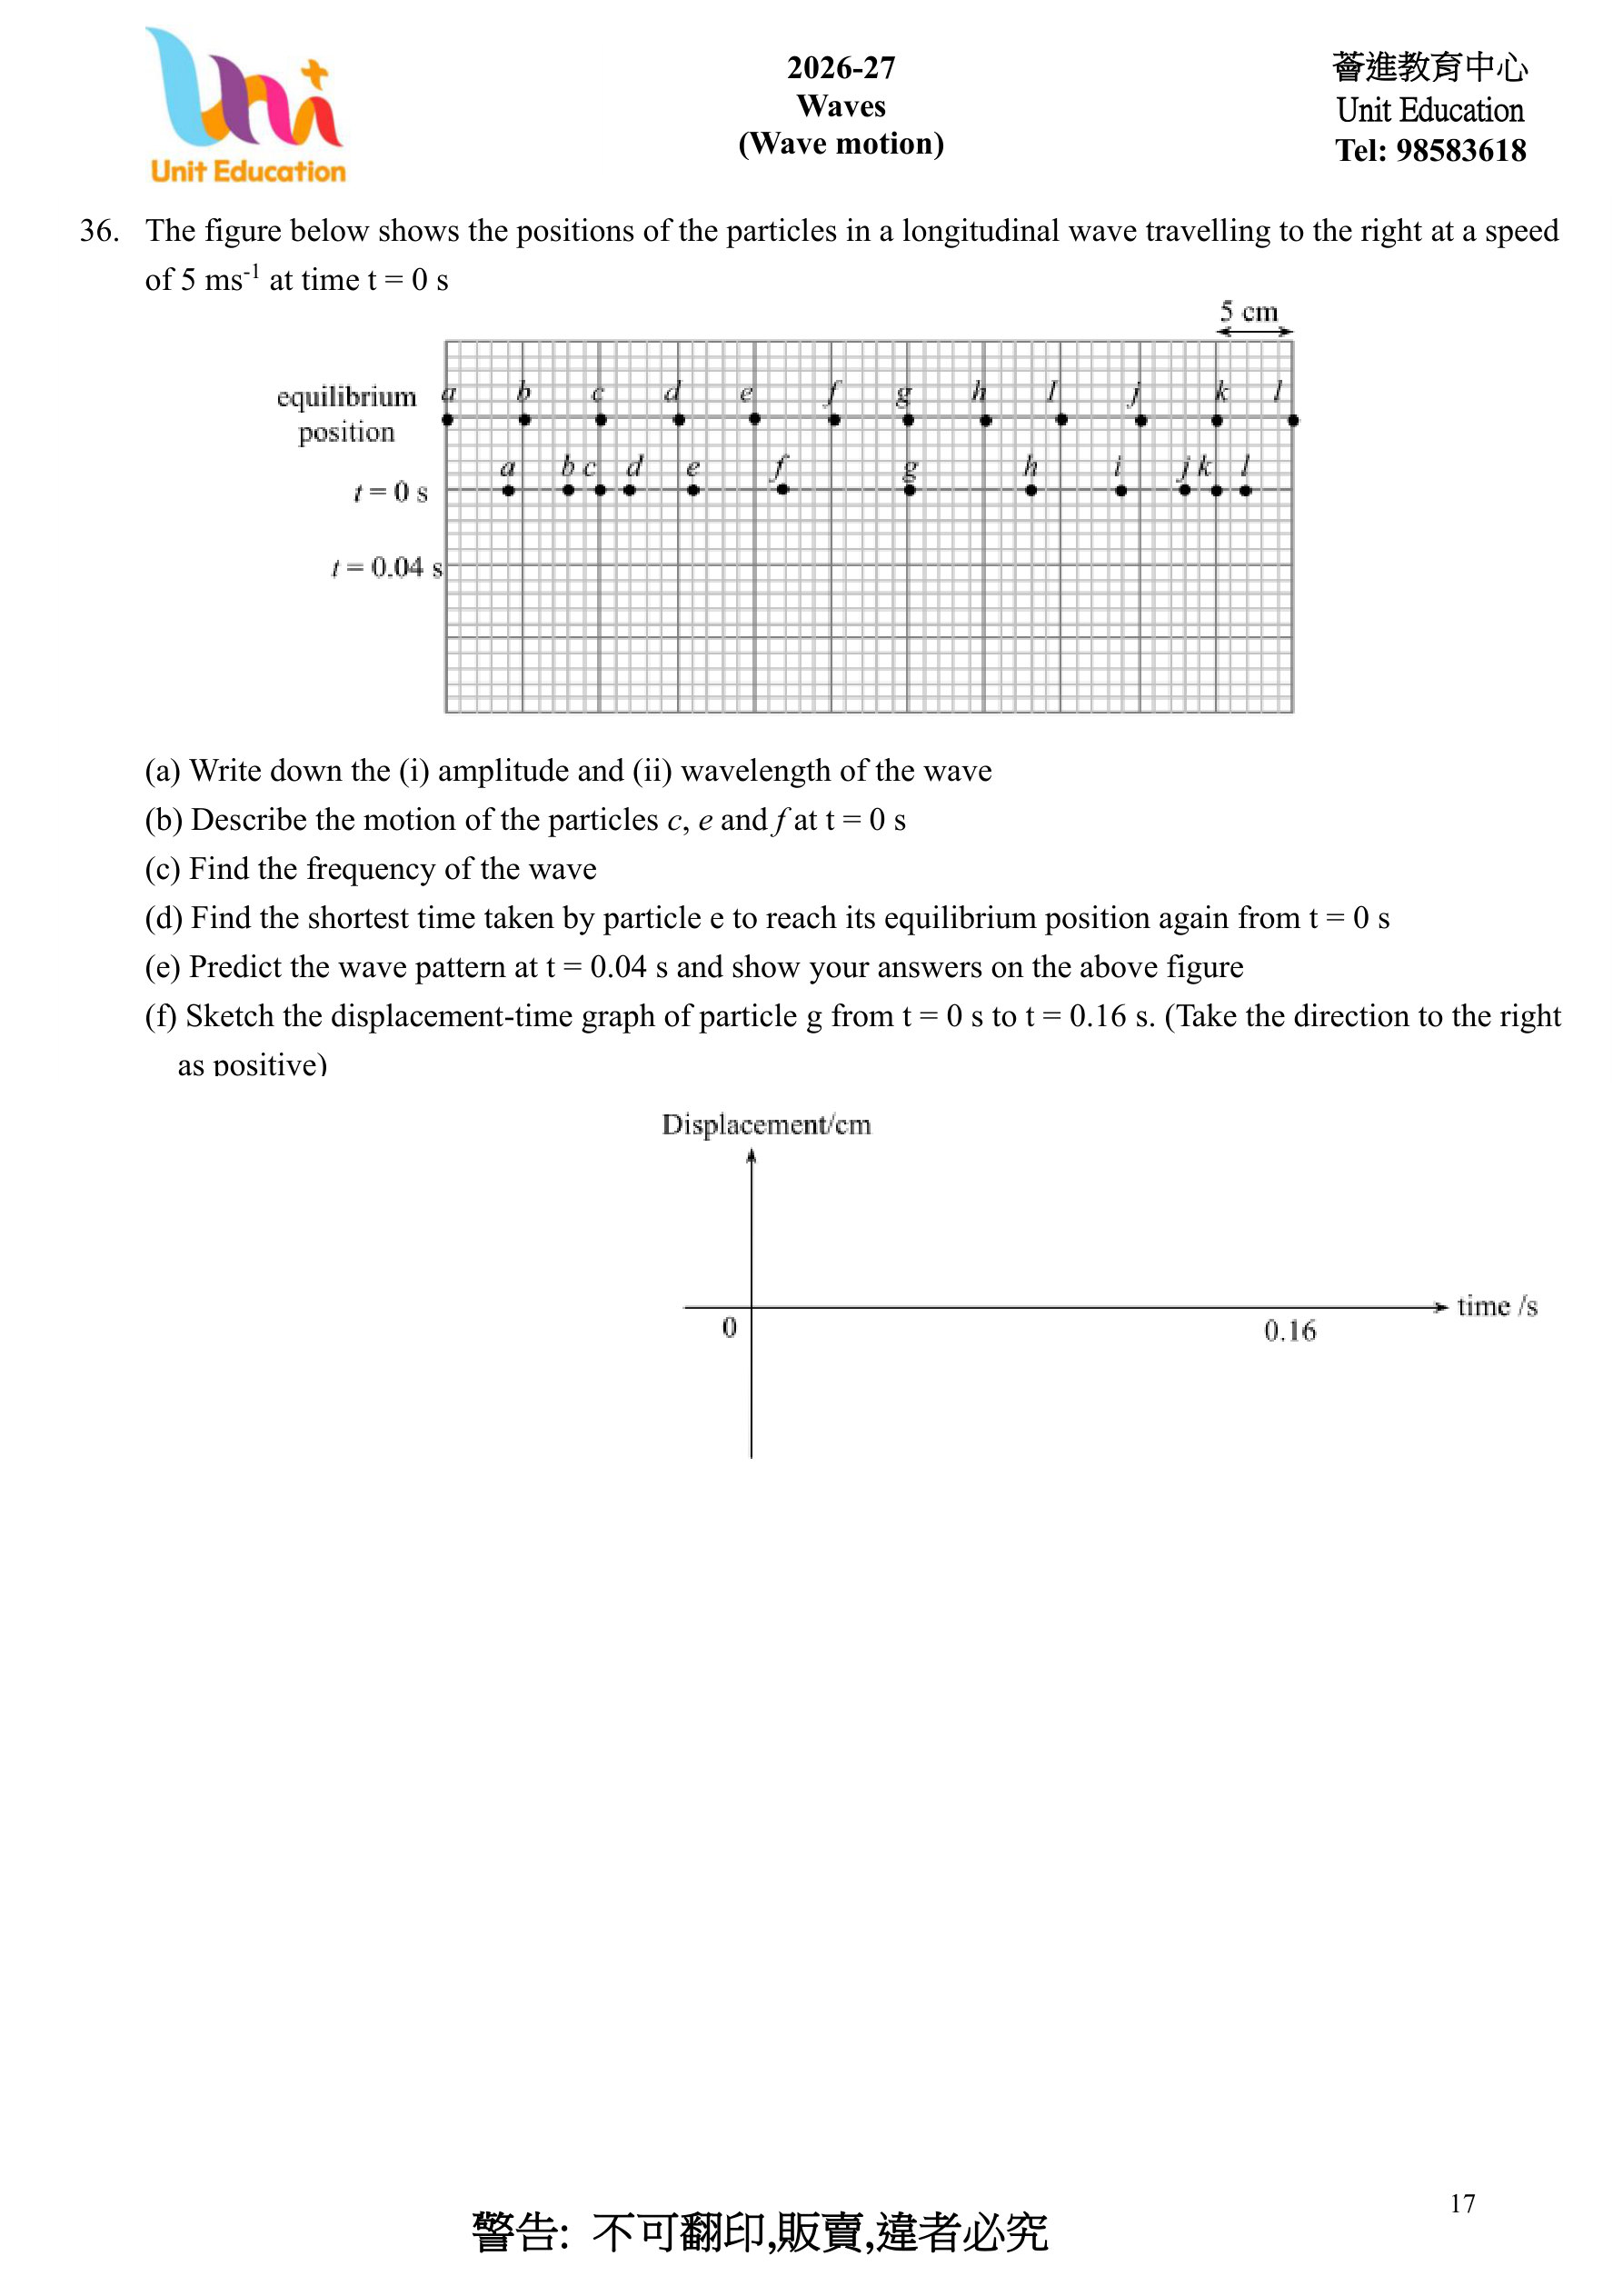 Unit Education
2026-27
Waves
(Wave motion)
薈進教育中心
Unit Education
Tel: 98583618
36. The figure below shows the positions of the particles in a longitudinal wave travelling to the right at a speed
of 5 ms-1 at time t = 0 s
5 cm
equilibrium position
a b c d e f g h I j k l
t = 0 s
a b c d e f g h i j k l
t = 0.04 s
(a) Write down the (i) amplitude and (ii) wavelength of the wave
(b) Describe the motion of the particles c, e and f at t = 0 s
(c) Find the frequency of the wave
(d) Find the shortest time taken by particle e to reach its equilibrium position again from t = 0 s
(e) Predict the wave pattern at t = 0.04 s and show your answers on the above figure
(f) Sketch the displacement-time graph of particle g from t = 0 s to t = 0.16 s. (Take the direction to the right
as positive)
Displacement/cm
time /s
0
0.16
17
警告: 不可翻印,販賣,違者必究